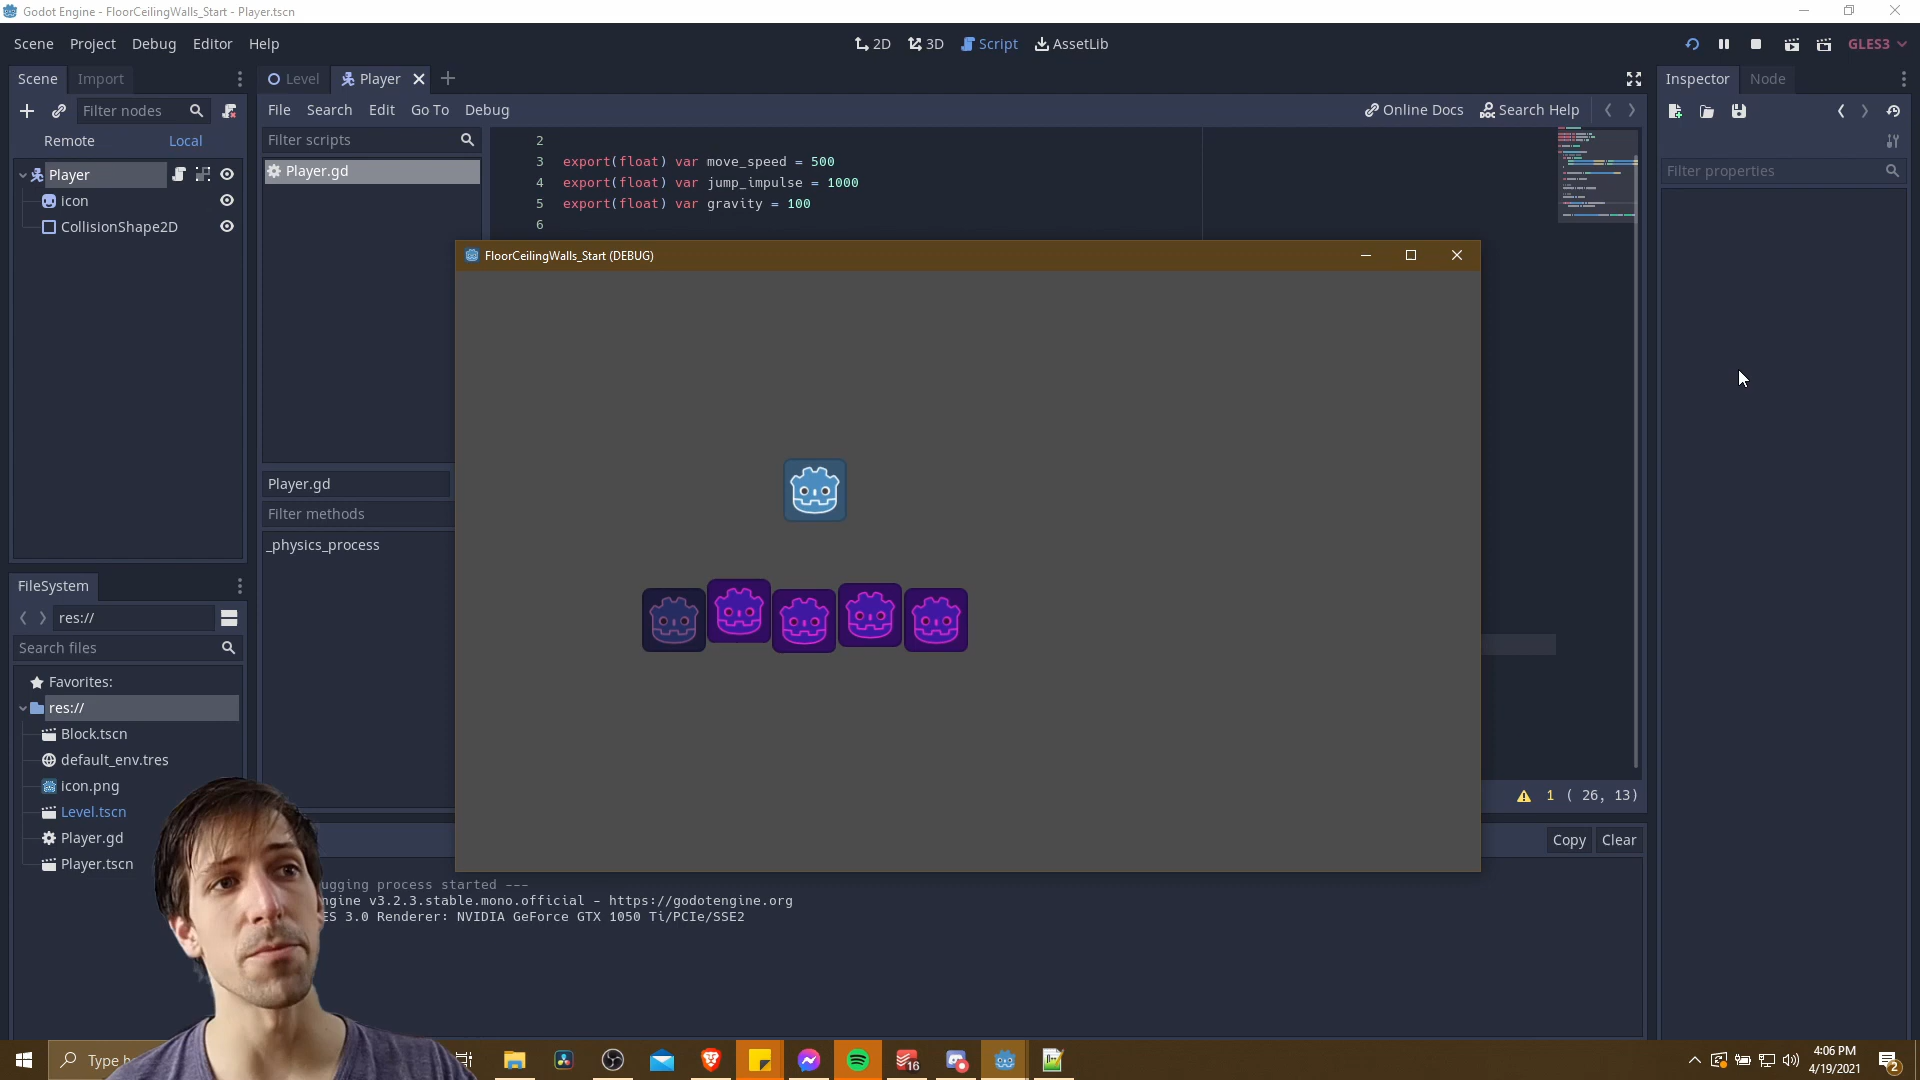 Godot Engine - FloorCeilingWalls_Start - Player.tscn
Scene Project Debug Editor Help
2D 3D Script AssetLib
GLES3
Scene Import
Level Player
Inspector Node
Filter nodes
File Search Edit Go To Debug
Online Docs Search Help
Remote Local
Filter scripts
2
3 export(float) var move_speed = 500
4 export(float) var jump_impulse = 1000
5 export(float) var gravity = 100
6
Filter properties
Player.gd
Player
icon
CollisionShape2D
FloorCeilingWalls_Start (DEBUG)
Player.gd
Filter methods
_physics_process
FileSystem
res://
Search files
Favorites:
res://
Block.tscn
default_env.tres
icon.png
Level.tscn
Player.gd
Player.tscn
1 ( 26, 13)
Copy Clear
ugging process started ---
ngine v3.2.3.stable.mono.official - https://godotengine.org
ES 3.0 Renderer: NVIDIA GeForce GTX 1050 Ti/PCIe/SSE2
Type he
16
4:06 PM
4/19/2021
2